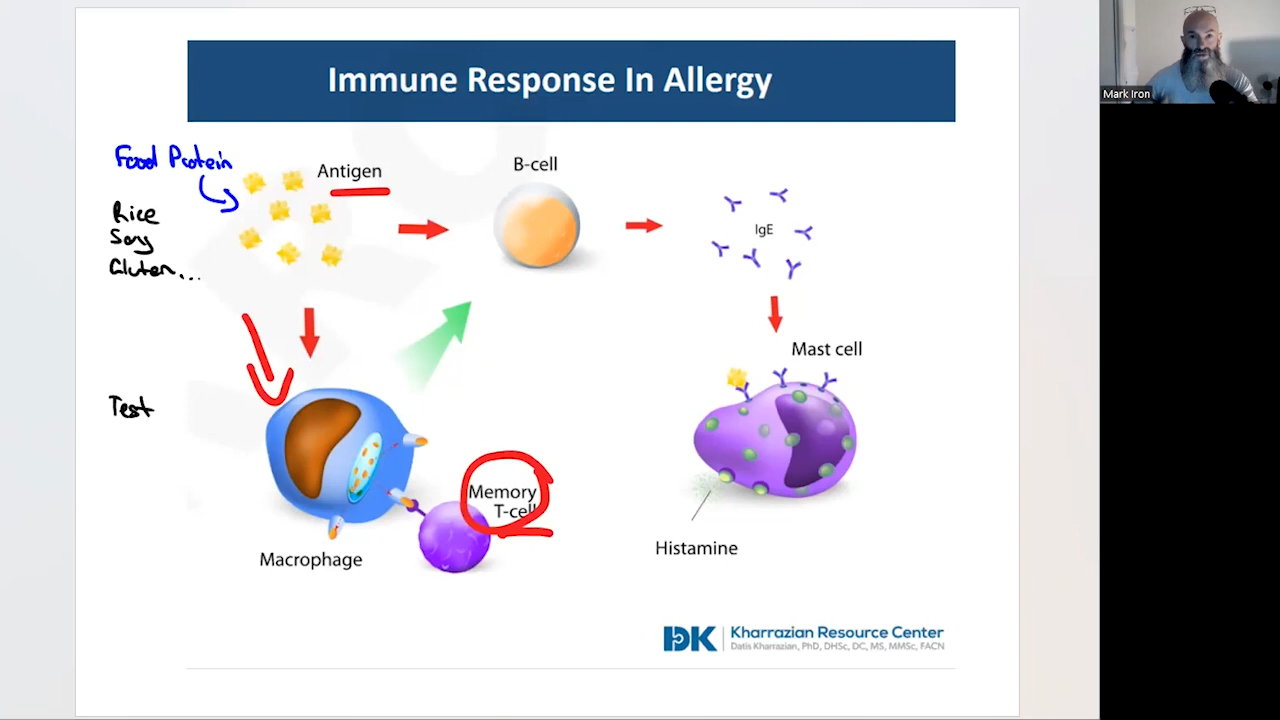 Immune Response In Allergy
Mark Iron
Food Protein
Antigen
B-cell
Rice
Soy
Gluten...
IgE
Mast cell
Test
Memory
T-cell
Macrophage
Histamine
DK
Kharrazian Resource Center
Datis Kharrazian, PhD, DHSc, DC, MS, MMSc, FACN